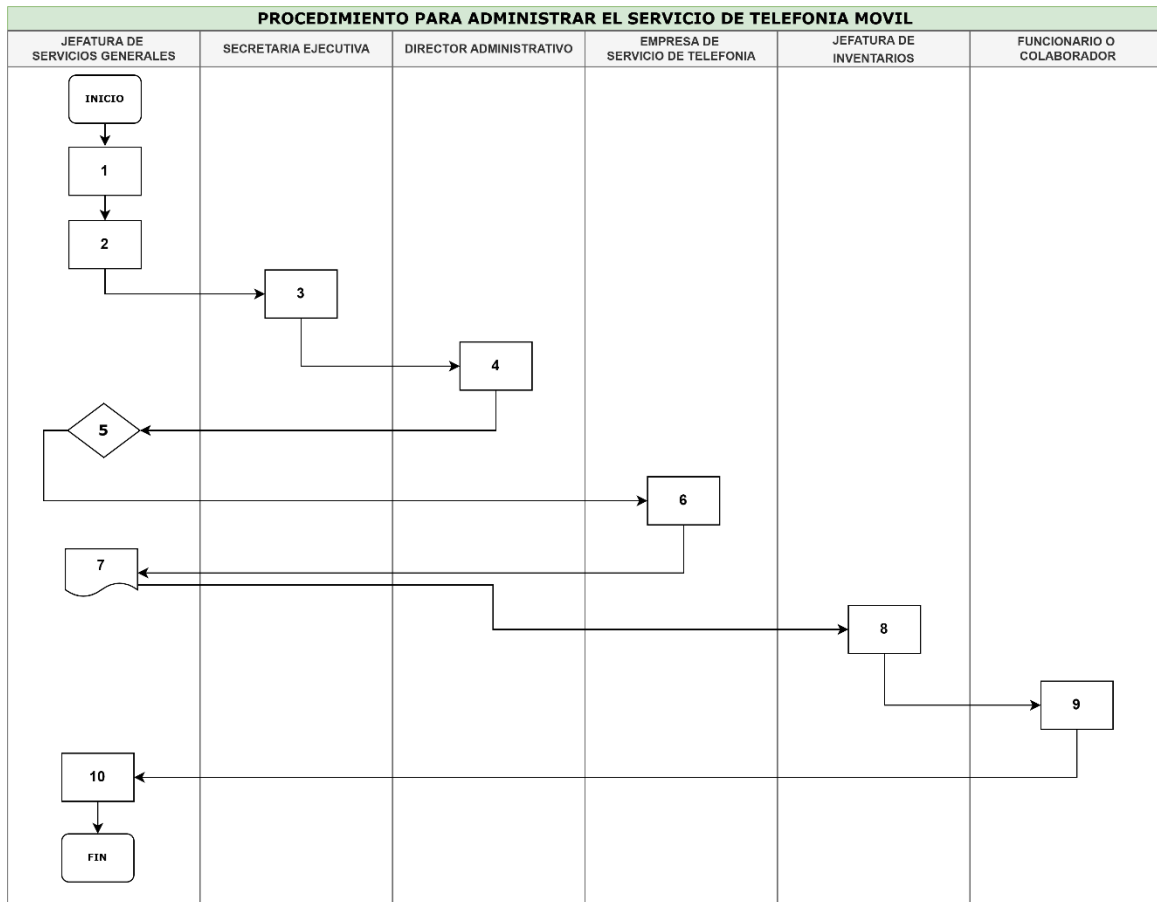 PROCEDIMIENTO PARA ADMINISTRAR EL SERVICIO DE TELEFONIA MOVIL
JEFATURA DE
SERVICIOS GENERALES
SECRETARIA EJECUTIVA
DIRECTOR ADMINISTRATIVO
EMPRESA DE
SERVICIO DE TELEFONIA
JEFATURA DE
INVENTARIOS
FUNCIONARIO O
COLABORADOR
INICIO
1
2
3
4
5
6
7
8
9
10
FIN